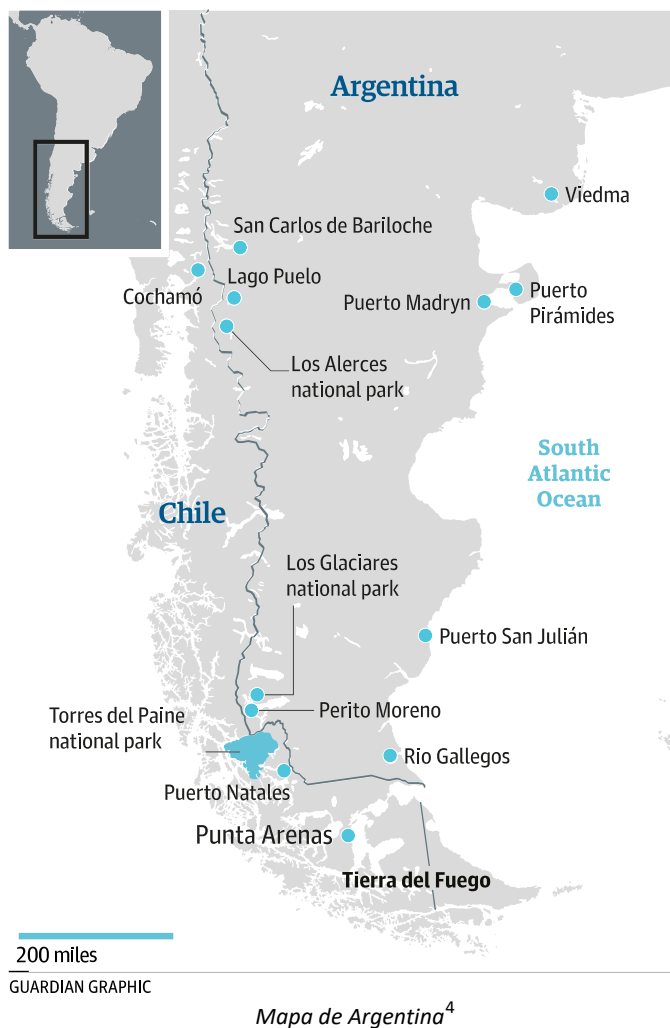 Argentina
Viedma
San Carlos de Bariloche
Cochamó
Lago Puelo
Puerto Madryn
Puerto
Pirámides
Los Alerces
national park
South
Atlantic
Ocean
Chile
Los Glaciares
national park
Puerto San Julián
Torres del Paine
national park
Perito Moreno
Rio Gallegos
Puerto Natales
Punta Arenas
Tierra del Fuego
200 miles
GUARDIAN GRAPHIC
Mapa de Argentina⁴